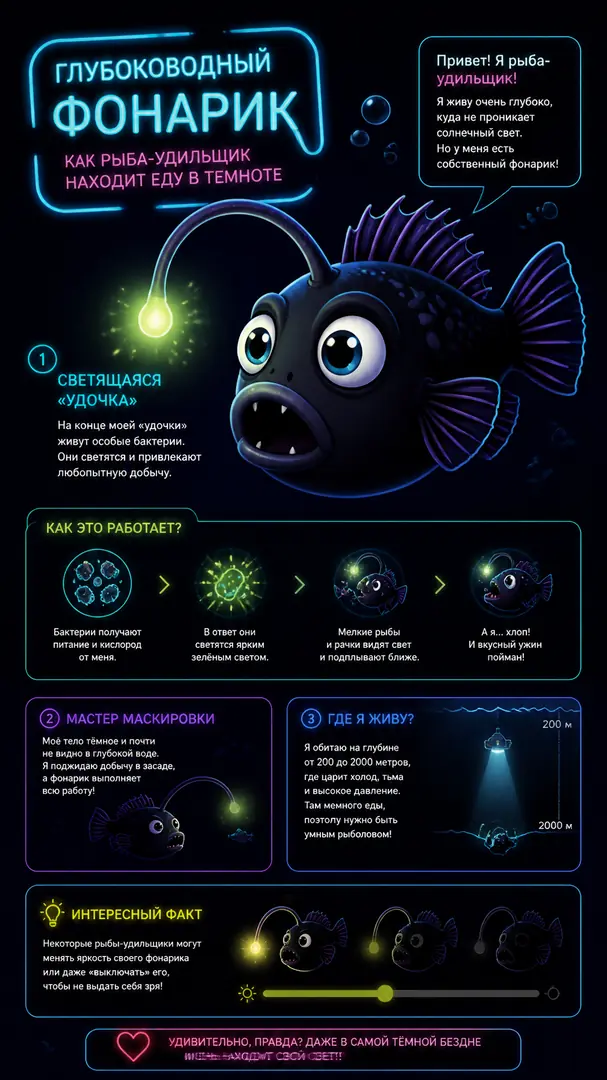 ГЛУБОКОВОДНЫЙ
ФОНАРИК
КАК РЫБА-УДИЛЬЩИК
НАХОДИТ ЕДУ В ТЕМНОТЕ
Привет! Я рыба-
удильщик!
Я живу очень глубоко,
куда не проникает
солнечный свет.
Но у меня есть
собственный фонарик!
1
СВЕТЯЩАЯСЯ
«УДОЧКА»
На конце моей «удочки»
живут особые бактерии.
Они светятся и привлекают
любопытную добычу.
КАК ЭТО РАБОТАЕТ?
Бактерии получают
питание и кислород
от меня.
В ответ они
светятся ярким
зелёным светом.
Мелкие рыбы
и рачки видят свет
и подплывают ближе.
А я... хлоп!
И вкусный ужин
пойман!
2 МАСТЕР МАСКИРОВКИ
Моё тело тёмное и почти
не видно в глубокой воде.
Я поджидаю добычу в засаде,
а фонарик выполняет
всю работу!
3 ГДЕ Я ЖИВУ?
Я обитаю на глубине
от 200 до 2000 метров,
где царит холод, тьма
и высокое давление.
Там мемного еды,
поэтолу нужно быть
умным рыболовом!
200 м
2000 м
ИНТЕРЕСНЫЙ ФАКТ
Некоторые рыбы-удильщики могут
менять яркость своего фонарика
или даже «выключать» его,
чтобы не выдать себя зря!
УДИВИТЕЛЬНО, ПРАВДА? ДАЖЕ В САМОЙ ТЁМНОЙ БЕЗДНЕ